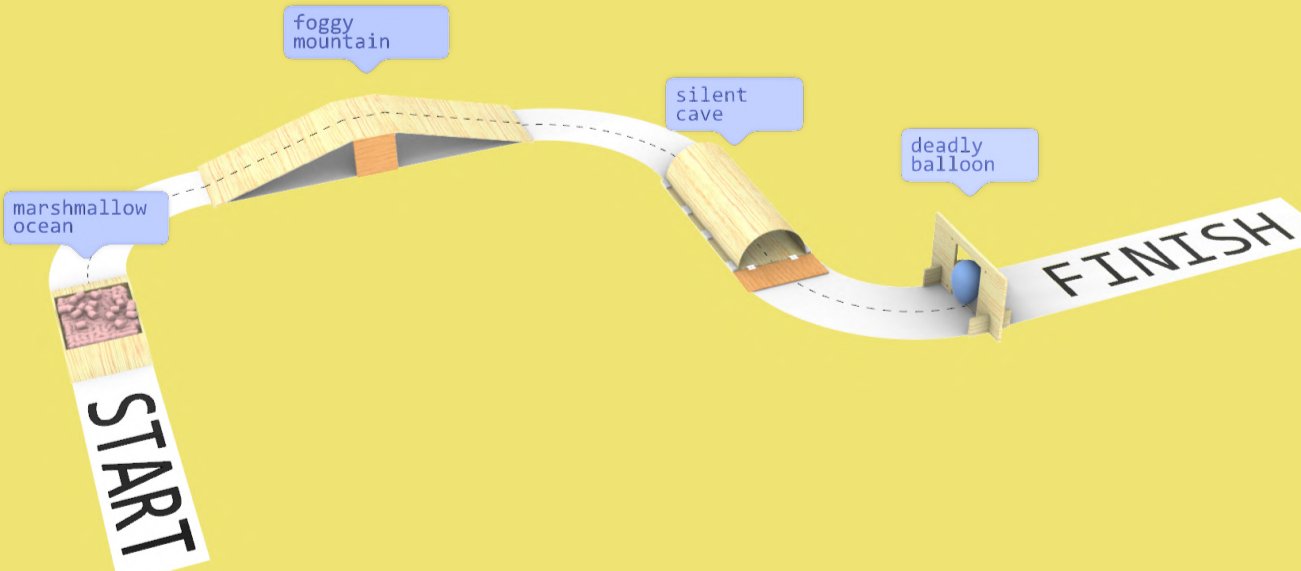 foggy
mountain
silent
cave
deadly
balloon
marshmallow
ocean
FINISH
START